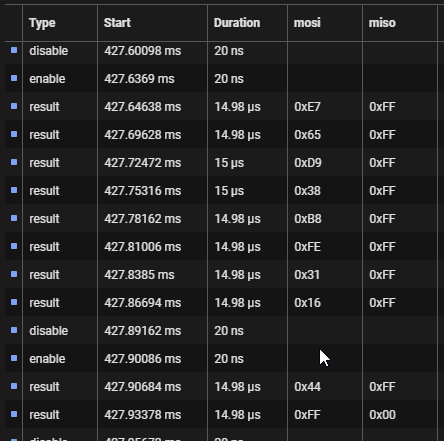 Type Start Duration mosi miso
disable 427.60098 ms 20 ns
enable 427.6369 ms 20 ns
result 427.64638 ms 14.98 μs 0xE7 0xFF
result 427.69628 ms 14.98 μs 0x65 0xFF
result 427.72472 ms 15 μs 0xD9 0xFF
result 427.75316 ms 15 μs 0x38 0xFF
result 427.78162 ms 14.98 μs 0xB8 0xFF
result 427.81006 ms 14.98 μs 0xFE 0xFF
result 427.8385 ms 14.98 μs 0x31 0xFF
result 427.86694 ms 14.98 μs 0x16 0xFF
disable 427.89162 ms 20 ns
enable 427.90086 ms 20 ns
result 427.90684 ms 14.98 μs 0x44 0xFF
result 427.93378 ms 14.98 μs 0xFF 0x00